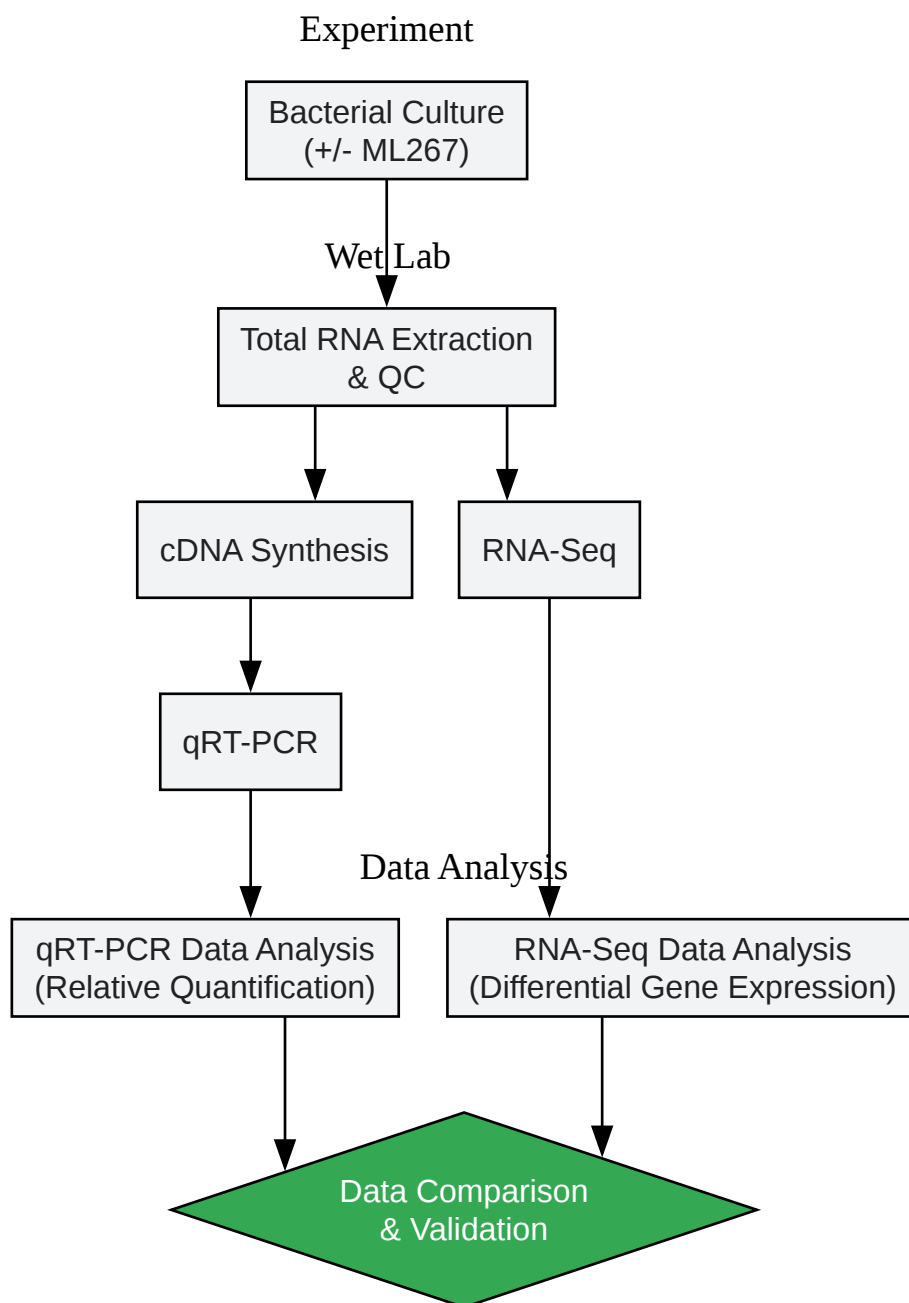 Experiment
Bacterial Culture
(+/- ML267)
Wet Lab
Total RNA Extraction
& QC
cDNA Synthesis
RNA-Seq
qRT-PCR
Data Analysis
qRT-PCR Data Analysis
(Relative Quantification)
RNA-Seq Data Analysis
(Differential Gene Expression)
Data Comparison
& Validation